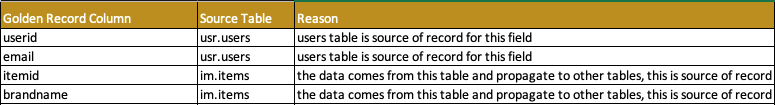 Golden Record Column Source Table Reason
userid usr.users users table is source of record for this field
email usr.users users table is source of record for this field
itemid im.items the data comes from this table and propagate to other tables, this is source of record
brandname im.items the data comes from this table and propagate to other tables, this is source of record